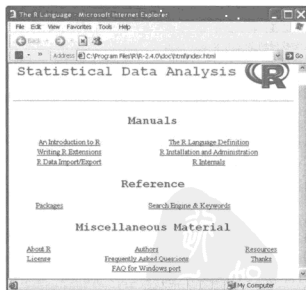 The R Language - Microsoft Internet Explorer
File Edit View Favorites Tools Help
Back
Address C:\Program Files\R\R-2.4.0\doc\html\index.html Go
Statistical Data Analysis R
Manuals
An Introduction to R The R Language Definition
Writing R Extensions R Installation and Administration
R Data Import/Export R Internals
Reference
Packages Search Engine & Keywords
Miscellaneous Material
About R Authors Resources
License Frequently Asked Questions Thanks
FAQ for Windows port
My Computer